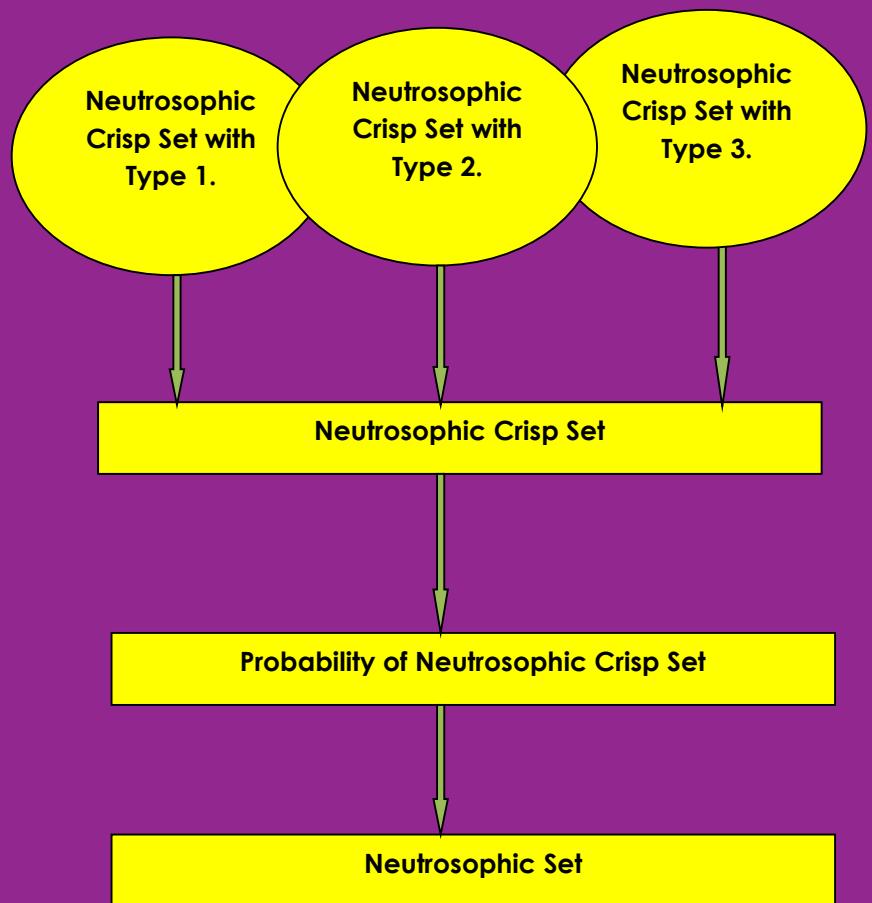 Neutrosophic
Crisp Set with
Type 1.
Neutrosophic
Crisp Set with
Type 2.
Neutrosophic
Crisp Set with
Type 3.
Neutrosophic Crisp Set
Probability of Neutrosophic Crisp Set
Neutrosophic Set